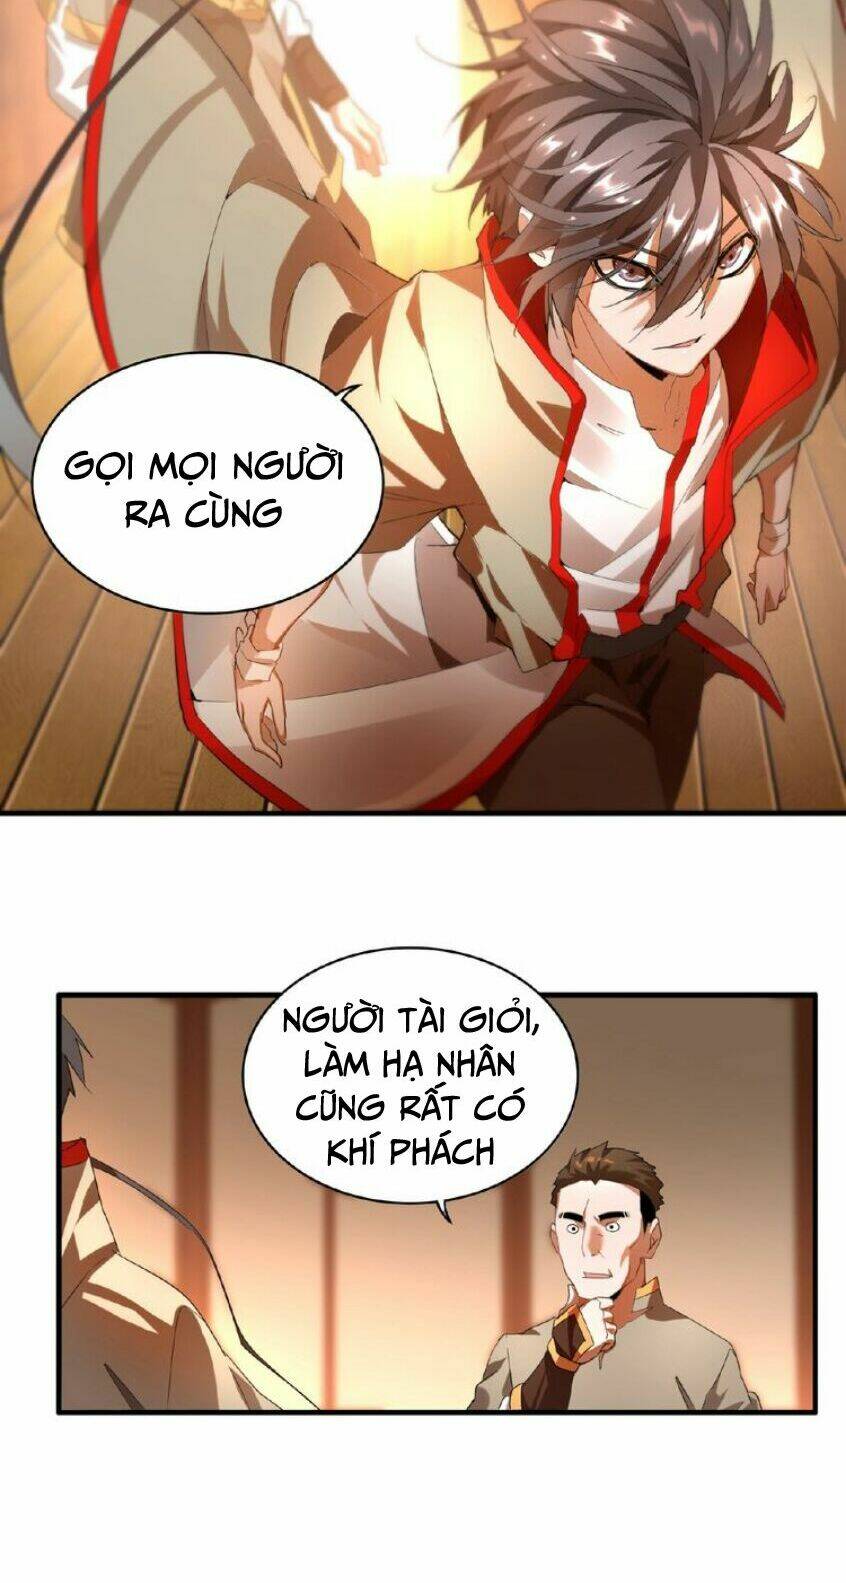 GỌI MỌI NGƯỜI
RA CÙNG
NGƯỜI TÀI GIỎI,
LÀM HẠ NHÂN
CŨNG RẤT CÓ
KHÍ PHÁCH